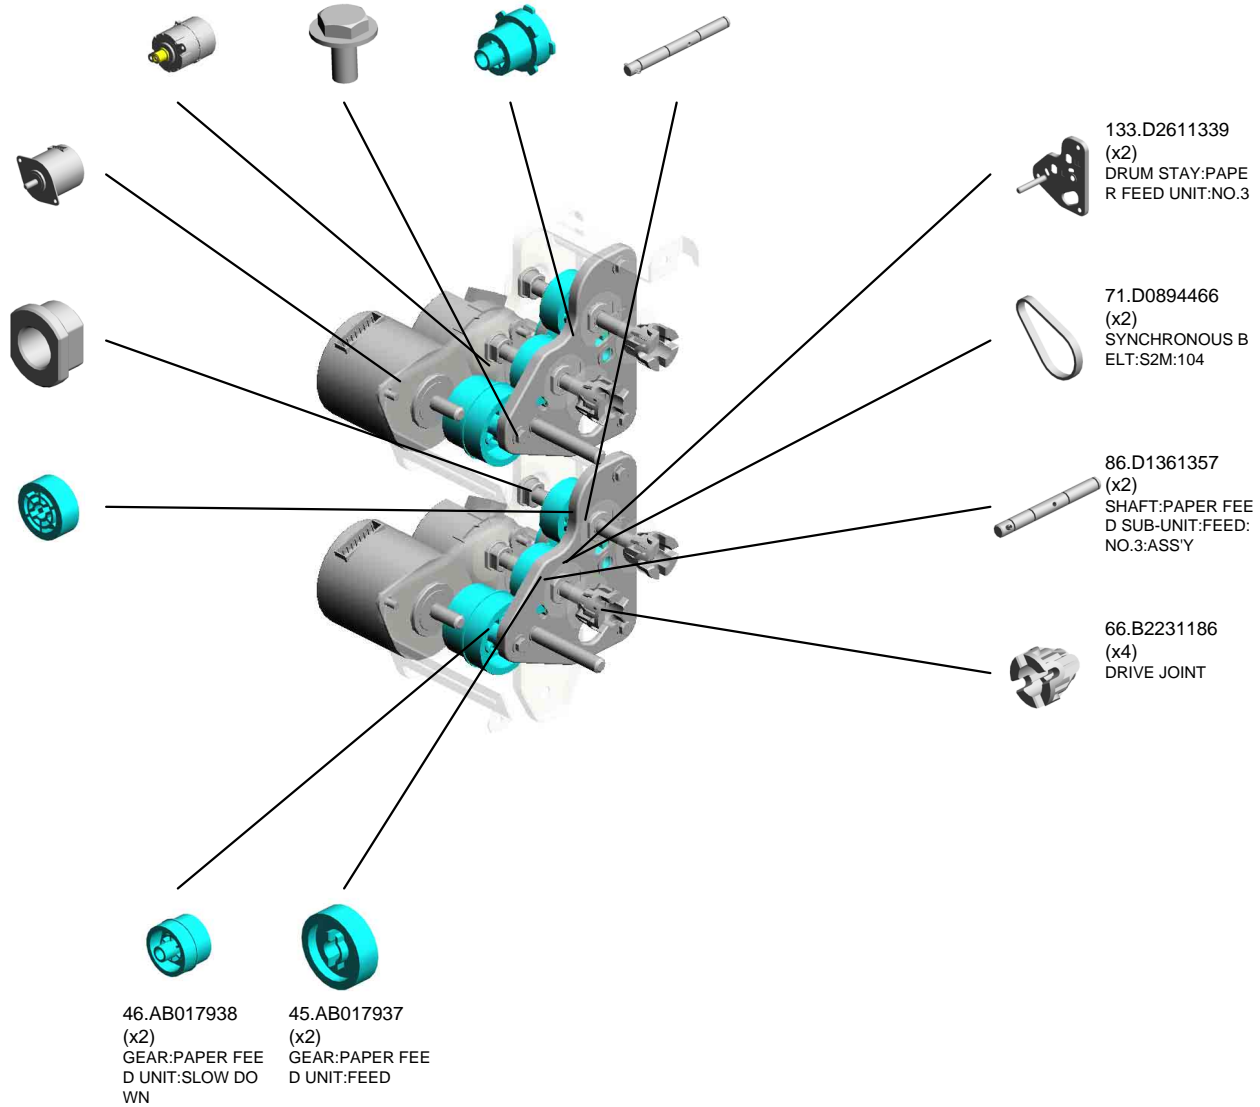 133.D2611339
(x2)
DRUM STAY:PAPE
R FEED UNIT:NO.3
71.D0894466
(x2)
SYNCHRONOUS B
ELT:S2M:104
86.D1361357
(x2)
SHAFT:PAPER FEE
D SUB-UNIT:FEED:
NO.3:ASS'Y
66.B2231186
(x4)
DRIVE JOINT
46.AB017938
(x2)
GEAR:PAPER FEE
D UNIT:SLOW DO
WN
45.AB017937
(x2)
GEAR:PAPER FEE
D UNIT:FEED